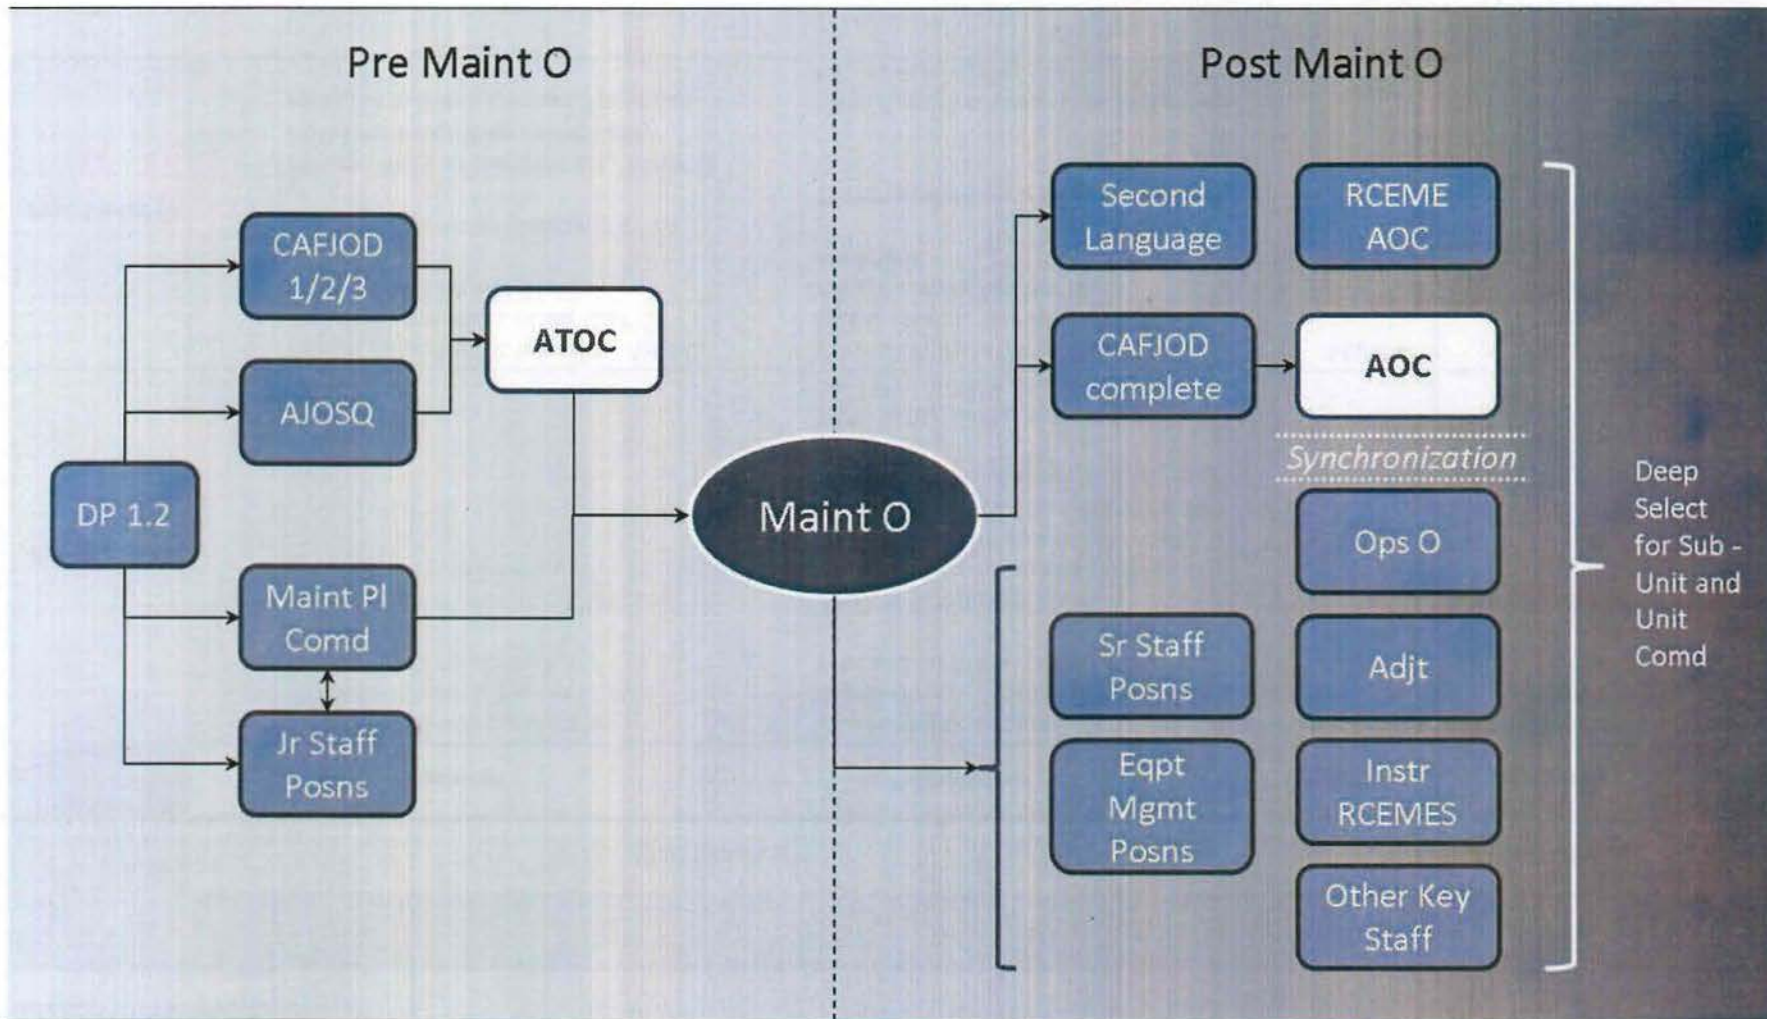 Pre Maint O
Post Maint O
CAFJOD
1/2/3
AJOSQ
ATOC
DP 1.2
Maint Pl
Comd
Jr Staff
Posns
Maint O
Second
Language
RCEME
AOC
CAFJOD
complete
AOC
Synchronization
Ops O
Sr Staff
Posns
Adjt
Eqpt
Mgmt
Posns
Instr
RCEMES
Other Key
Staff
Deep
Select
for Sub -
Unit and
Unit
Comd